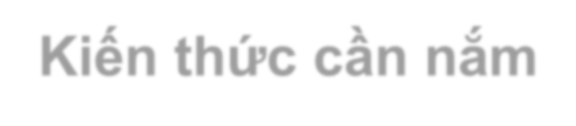 Kiến thức cần nắm